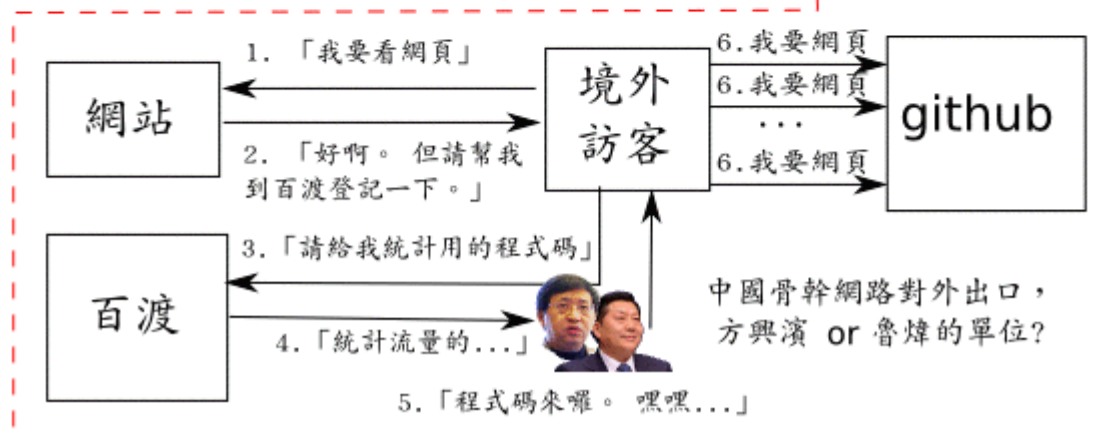 1. 「我要看網頁」
網站
2. 「好啊。 但請幫我
到百渡登記一下。」
境外
訪客
6.我要網頁
6.我要網頁
...
6.我要網頁
github
3.「請給我統計用的程式碼」
百渡
4.「統計流量的...」
5.「程式碼來囉。 嘿嘿...」
中國骨幹網路對外出口，
方興濱 or 魯煒的單位?